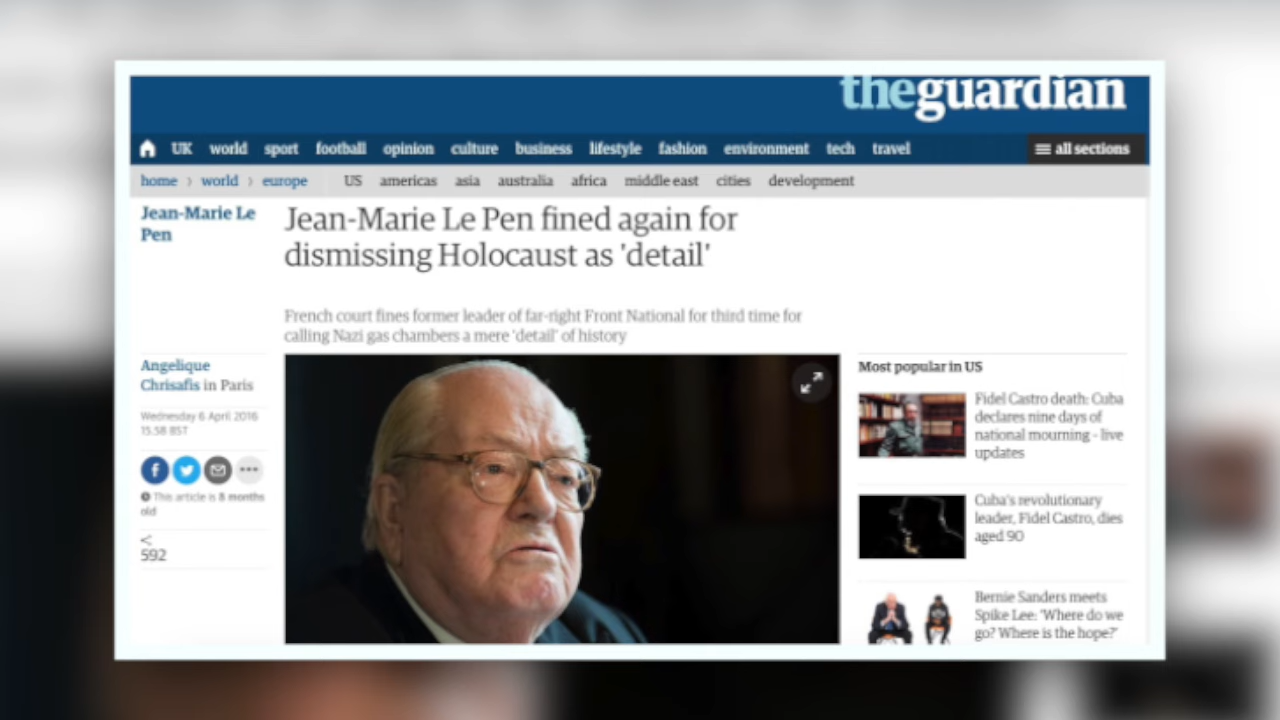 theguardian
UK world sport football opinion culture business lifestyle fashion environment tech travel all sections
home › world › europe US americas asia australia africa middle east cities development
Jean-Marie Le
Pen
Jean-Marie Le Pen fined again for
dismissing Holocaust as 'detail'
French court fines former leader of far-right Front National for third time for
calling Nazi gas chambers a mere 'detail' of history
Angelique
Chrisafis in Paris
Wednesday 6 April 2016
15.58 BST
This article is 8 months
old
592
Most popular in US
Fidel Castro death: Cuba
declares nine days of
national mourning - live
updates
Cuba's revolutionary
leader, Fidel Castro, dies
aged 90
Bernie Sanders meets
Spike Lee: 'Where do we
go? Where is the hope?'